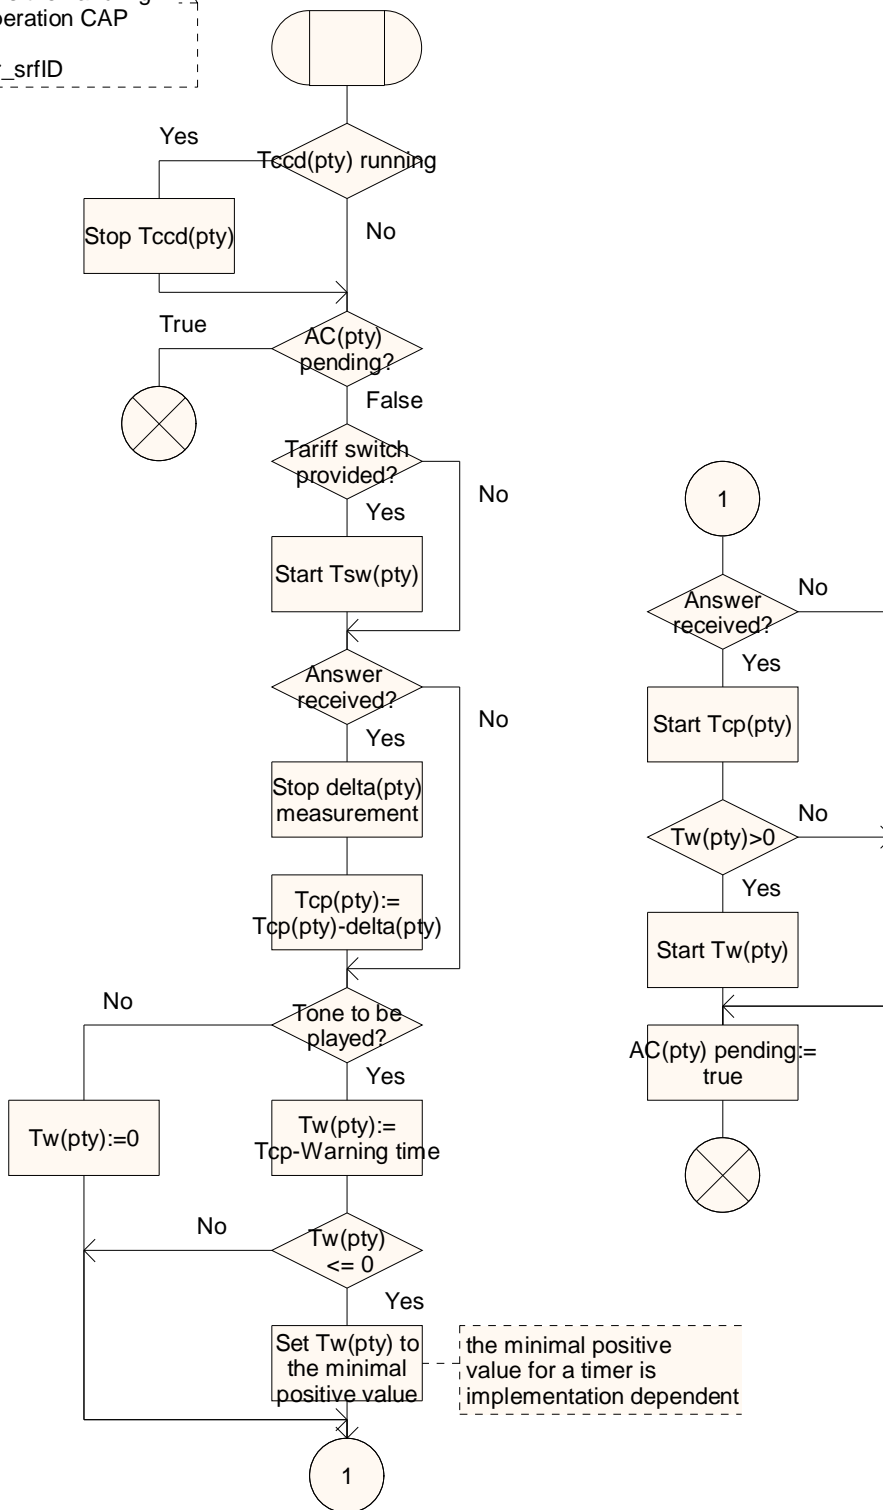 peration CAP
_srfID
Yes
Tccd(pty) running
No
Stop Tccd(pty)
True
AC(pty)
pending?
False
Tariff switch
provided?
No
Yes
Start Tsw(pty)
Answer
received?
No
Yes
Stop delta(pty)
measurement
Tcp(pty):=
Tcp(pty)-delta(pty)
No
Tone to be
played?
Yes
Tw(pty):=0
Tw(pty):=
Tcp-Warning time
No
Tw(pty)
<= 0
Yes
Set Tw(pty) to
the minimal
positive value
the minimal positive
value for a timer is
implementation dependent
1
1
Answer
received?
No
Yes
Start Tcp(pty)
Tw(pty)>0
No
Yes
Start Tw(pty)
AC(pty) pending:=
true